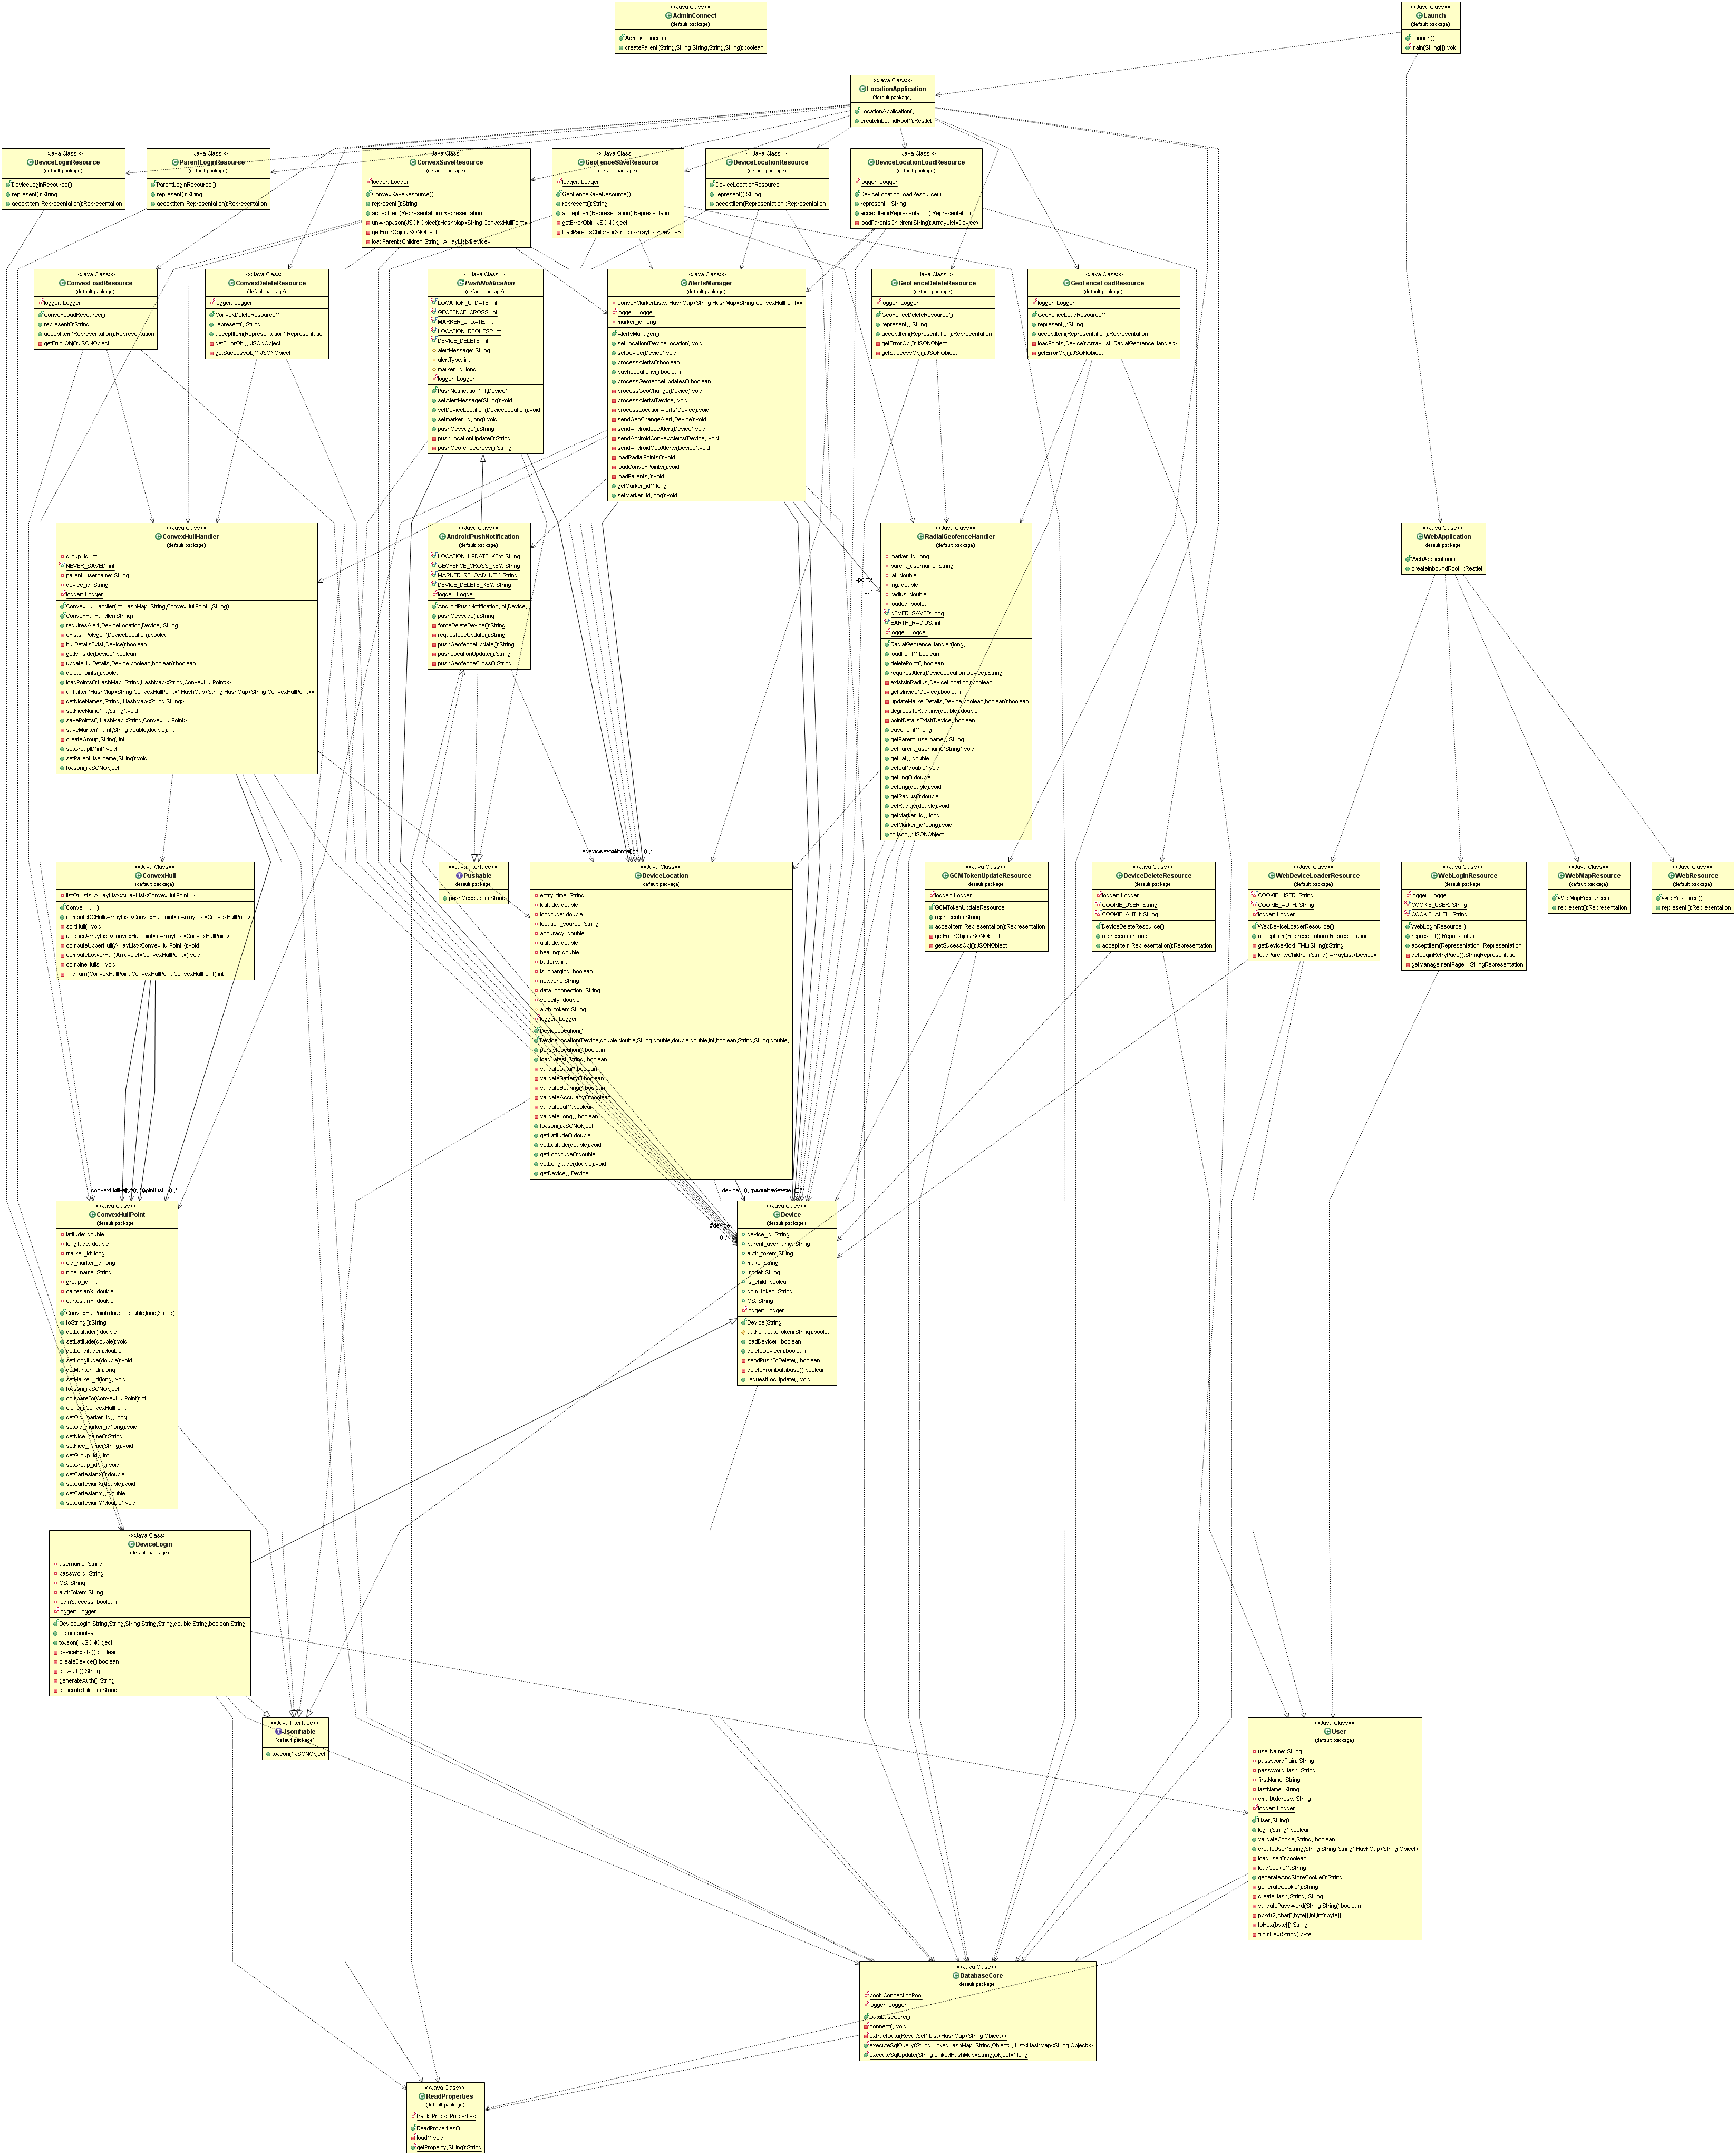 <<Java Class>>
AdminConnect
(default package)
AdminConnect()
createParent(String,String,String,String,String):boolean
<<Java Class>>
Launch
(default package)
Launch()
main(String[]):void
<<Java Class>>
LocationApplication
(default package)
LocationApplication()
createInboundRoot():Restlet
<<Java Class>>
DeviceLoginResource
(default package)
DeviceLoginResource()
represent():String
acceptItem(Representation):Representation
<<Java Class>>
ParentLoginResource
(default package)
ParentLoginResource()
represent():String
acceptItem(Representation):Representation
<<Java Class>>
ConvexSaveResource
(default package)
logger: Logger
ConvexSaveResource()
represent():String
acceptItem(Representation):Representation
unwrapJson(JSONObject):HashMap<String,ConvexHullPoint>
getErrorObj():JSONObject
loadParentsChildren(String):ArrayList<Device>
<<Java Class>>
GeoFenceSaveResource
(default package)
logger: Logger
GeoFenceSaveResource()
represent():String
acceptItem(Representation):Representation
getErrorObj():JSONObject
loadParentsChildren(String):ArrayList<Device>
<<Java Class>>
DeviceLocationResource
(default package)
DeviceLocationResource()
represent():String
acceptItem(Representation):Representation
<<Java Class>>
DeviceLocationLoadResource
(default package)
logger: Logger
DeviceLocationLoadResource()
represent():String
acceptItem(Representation):Representation
loadParentsChildren(String):ArrayList<Device>
<<Java Class>>
ConvexLoadResource
(default package)
logger: Logger
ConvexLoadResource()
represent():String
acceptItem(Representation):Representation
getErrorObj():JSONObject
<<Java Class>>
ConvexDeleteResource
(default package)
logger: Logger
ConvexDeleteResource()
represent():String
acceptItem(Representation):Representation
getErrorObj():JSONObject
getSuccessObj():JSONObject
<<Java Class>>
PushNotification
(default package)
LOCATION_UPDATE: int
GEOFENCE_CROSS: int
MARKER_UPDATE: int
LOCATION_REQUEST: int
DEVICE_DELETE: int
alertMessage: String
alertType: int
marker_id: long
logger: Logger
PushNotification(int,Device)
setAlertMessage(String):void
setDeviceLocation(DeviceLocation):void
setmarker_id(long):void
pushMessage():String
pushLocationUpdate():String
pushGeofenceCross():String
<<Java Class>>
AlertsManager
(default package)
convexMarkerLists: HashMap<String,HashMap<String,ConvexHullPoint>>
logger: Logger
marker_id: long
AlertsManager()
setLocation(DeviceLocation):void
setDevice(Device):void
processAlerts():boolean
pushLocations():boolean
processGeofenceUpdates():boolean
processGeoChange(Device):void
processAlerts(Device):void
processLocationAlerts(Device):void
sendGeoChangeAlert(Device):void
sendAndroidLocAlert(Device):void
sendAndroidConvexAlerts(Device):void
sendAndroidGeoAlerts(Device):void
loadRadialPoints():void
loadConvexPoints():void
loadParents():void
getMarker_id():long
setMarker_id(long):void
<<Java Class>>
GeoFenceDeleteResource
(default package)
logger: Logger
GeoFenceDeleteResource()
represent():String
acceptItem(Representation):Representation
getErrorObj():JSONObject
getSuccessObj():JSONObject
<<Java Class>>
GeoFenceLoadResource
(default package)
logger: Logger
GeoFenceLoadResource()
represent():String
acceptItem(Representation):Representation
loadPoints(Device):ArrayList<RadialGeofenceHandler>
getErrorObj():JSONObject
<<Java Class>>
ConvexHullHandler
(default package)
group_id: int
NEVER_SAVED: int
parent_username: String
device_id: String
logger: Logger
ConvexHullHandler(int,HashMap<String,ConvexHullPoint>,String)
ConvexHullHandler(String)
requiresAlert(DeviceLocation,Device):String
existsInPolygon(DeviceLocation):boolean
hullDetailsExist(Device):boolean
getIsInside(Device):boolean
updateHullDetails(Device,boolean,boolean):boolean
deletePoints():boolean
loadPoints():HashMap<String,HashMap<String,ConvexHullPoint>>
unflatten(HashMap<String,ConvexHullPoint>):HashMap<String,HashMap<String,ConvexHullPoint>>
getNiceNames(String):HashMap<String,String>
setNiceName(int,String):void
savePoints():HashMap<String,ConvexHullPoint>
saveMarker(int,int,String,double,double):int
createGroup(String):int
setGroupID(int):void
setParentUsername(String):void
toJson():JSONObject
<<Java Class>>
AndroidPushNotification
(default package)
LOCATION_UPDATE_KEY: String
GEOFENCE_CROSS_KEY: String
MARKER_RELOAD_KEY: String
DEVICE_DELETE_KEY: String
logger: Logger
AndroidPushNotification(int,Device)
pushMessage():String
forceDeleteDevice():String
requestLocUpdate():String
pushGeofenceUpdate():String
pushLocationUpdate():String
pushGeofenceCross():String
-points
0..*
<<Java Class>>
RadialGeofenceHandler
(default package)
marker_id: long
parent_username: String
lat: double
lng: double
radius: double
loaded: boolean
NEVER_SAVED: long
EARTH_RADIUS: int
logger: Logger
RadialGeofenceHandler(long)
loadPoint():boolean
deletePoint():boolean
requiresAlert(DeviceLocation,Device):String
existsInRadius(DeviceLocation):boolean
getIsInside(Device):boolean
updateMarkerDetails(Device,boolean,boolean):boolean
degreesToRadians(double):double
pointDetailsExist(Device):boolean
savePoint():long
getParent_username():String
setParent_username(String):void
getLat():double
setLat(double):void
getLng():double
setLng(double):void
getRadius():double
setRadius(double):void
getMarker_id():long
setMarker_id(Long):void
toJson():JSONObject
<<Java Class>>
WebApplication
(default package)
WebApplication()
createInboundRoot():Restlet
<<Java Class>>
ConvexHull
(default package)
listOfLists: ArrayList<ArrayList<ConvexHullPoint>>
ConvexHull()
computeDCHull(ArrayList<ConvexHullPoint>):ArrayList<ConvexHullPoint>
sortHull():void
unique(ArrayList<ConvexHullPoint>):ArrayList<ConvexHullPoint>
computeUpperHull(ArrayList<ConvexHullPoint>):void
computeLowerHull(ArrayList<ConvexHullPoint>):void
combineHulls():void
findTurn(ConvexHullPoint,ConvexHullPoint,ConvexHullPoint):int
<<Java Interface>>
Pushable
(default package)
pushMessage():String
0..1
<<Java Class>>
DeviceLocation
(default package)
entry_time: String
latitude: double
longitude: double
location_source: String
accuracy: double
altitude: double
bearing: double
battery: int
is_charging: boolean
network: String
data_connection: String
velocity: double
auth_token: String
logger: Logger
DeviceLocation()
DeviceLocation(Device,double,double,String,double,double,double,int,boolean,String,String,double)
persistLocation():boolean
loadLatest(String):boolean
validateData():boolean
validateBattery():boolean
validateBearing():boolean
validateAccuracy():boolean
validateLat():boolean
validateLong():boolean
toJson():JSONObject
getLatitude():double
setLatitude(double):void
getLongitude():double
setLongitude(double):void
getDevice():Device
<<Java Class>>
GCMTokenUpdateResource
(default package)
logger: Logger
GCMTokenUpdateResource()
represent():String
acceptItem(Representation):Representation
getErrorObj():JSONObject
getSucessObj():JSONObject
<<Java Class>>
DeviceDeleteResource
(default package)
logger: Logger
COOKIE_USER: String
COOKIE_AUTH: String
DeviceDeleteResource()
represent():String
acceptItem(Representation):Representation
<<Java Class>>
WebDeviceLoaderResource
(default package)
COOKIE_USER: String
COOKIE_AUTH: String
logger: Logger
WebDeviceLoaderResource()
acceptItem(Representation):Representation
getDeviceKickHTML(String):String
loadParentsChildren(String):ArrayList<Device>
<<Java Class>>
WebLoginResource
(default package)
logger: Logger
COOKIE_USER: String
COOKIE_AUTH: String
WebLoginResource()
represent():Representation
acceptItem(Representation):Representation
getLoginRetryPage():StringRepresentation
getManagementPage():StringRepresentation
<<Java Class>>
WebMapResource
(default package)
WebMapResource()
represent():Representation
<<Java Class>>
WebResource
(default package)
WebResource()
represent():Representation
0..*
<<Java Class>>
ConvexHullPoint
(default package)
latitude: double
longitude: double
marker_id: long
old_marker_id: long
nice_name: String
group_id: int
cartesianX: double
cartesianY: double
ConvexHullPoint(double,double,long,String)
toString():String
getLatitude():double
setLatitude(double):void
getLongitude():double
setLongitude(double):void
getMarker_id():long
setMarker_id(long):void
toJson():JSONObject
compareTo(ConvexHullPoint):int
clone():ConvexHullPoint
getOld_marker_id():long
setOld_marker_id(long):void
getNice_name():String
setNice_name(String):void
getGroup_id():int
setGroup_id(int):void
getCartesianX():double
setCartesianX(double):void
getCartesianY():double
setCartesianY(double):void
-device
#device
0..1
<<Java Class>>
Device
(default package)
device_id: String
parent_username: String
auth_token: String
make: String
model: String
is_child: boolean
gcm_token: String
OS: String
logger: Logger
Device(String)
authenticateToken(String):boolean
loadDevice():boolean
deleteDevice():boolean
sendPushToDelete():boolean
deleteFromDatabase():boolean
requestLocUpdate():void
<<Java Class>>
DeviceLogin
(default package)
username: String
password: String
OS: String
authToken: String
loginSuccess: boolean
logger: Logger
DeviceLogin(String,String,String,String,String,double,String,boolean,String)
login():boolean
toJson():JSONObject
deviceExists():boolean
createDevice():boolean
getAuth():String
generateAuth():String
generateToken():String
<<Java Interface>>
Jsonifiable
(default package)
toJson():JSONObject
<<Java Class>>
User
(default package)
userName: String
passwordPlain: String
passwordHash: String
firstName: String
lastName: String
emailAddress: String
logger: Logger
User(String)
login(String):boolean
validateCookie(String):boolean
createUser(String,String,String,String):HashMap<String,Object>
loadUser():boolean
loadCookie():String
generateAndStoreCookie():String
generateCookie():String
createHash(String):String
validatePassword(String,String):boolean
pbkdf2(char[],byte[],int,int):byte[]
toHex(byte[]):String
fromHex(String):byte[]
<<Java Class>>
DatabaseCore
(default package)
pool: ConnectionPool
logger: Logger
DatabaseCore()
connect():void
extractData(ResultSet):List<HashMap<String,Object>>
executeSqlQuery(String,LinkedHashMap<String,Object>):List<HashMap<String,Object>>
executeSqlUpdate(String,LinkedHashMap<String,Object>):long
<<Java Class>>
ReadProperties
(default package)
trackitProps: Properties
ReadProperties()
load():void
getProperty(String):String